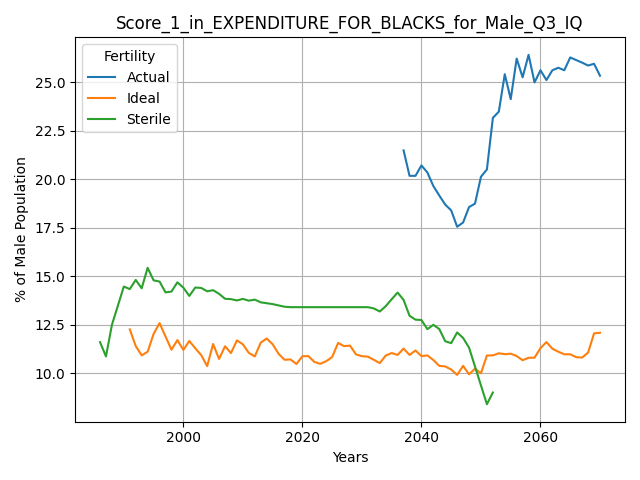 Score_1_in_EXPENDITURE_FOR_BLACKS_for_Male_Q3_IQ
Fertility
Actual
Ideal
Sterile
% of Male Population
25.0
22.5
20.0
17.5
15.0
12.5
10.0
2000 2020 2040 2060
Years